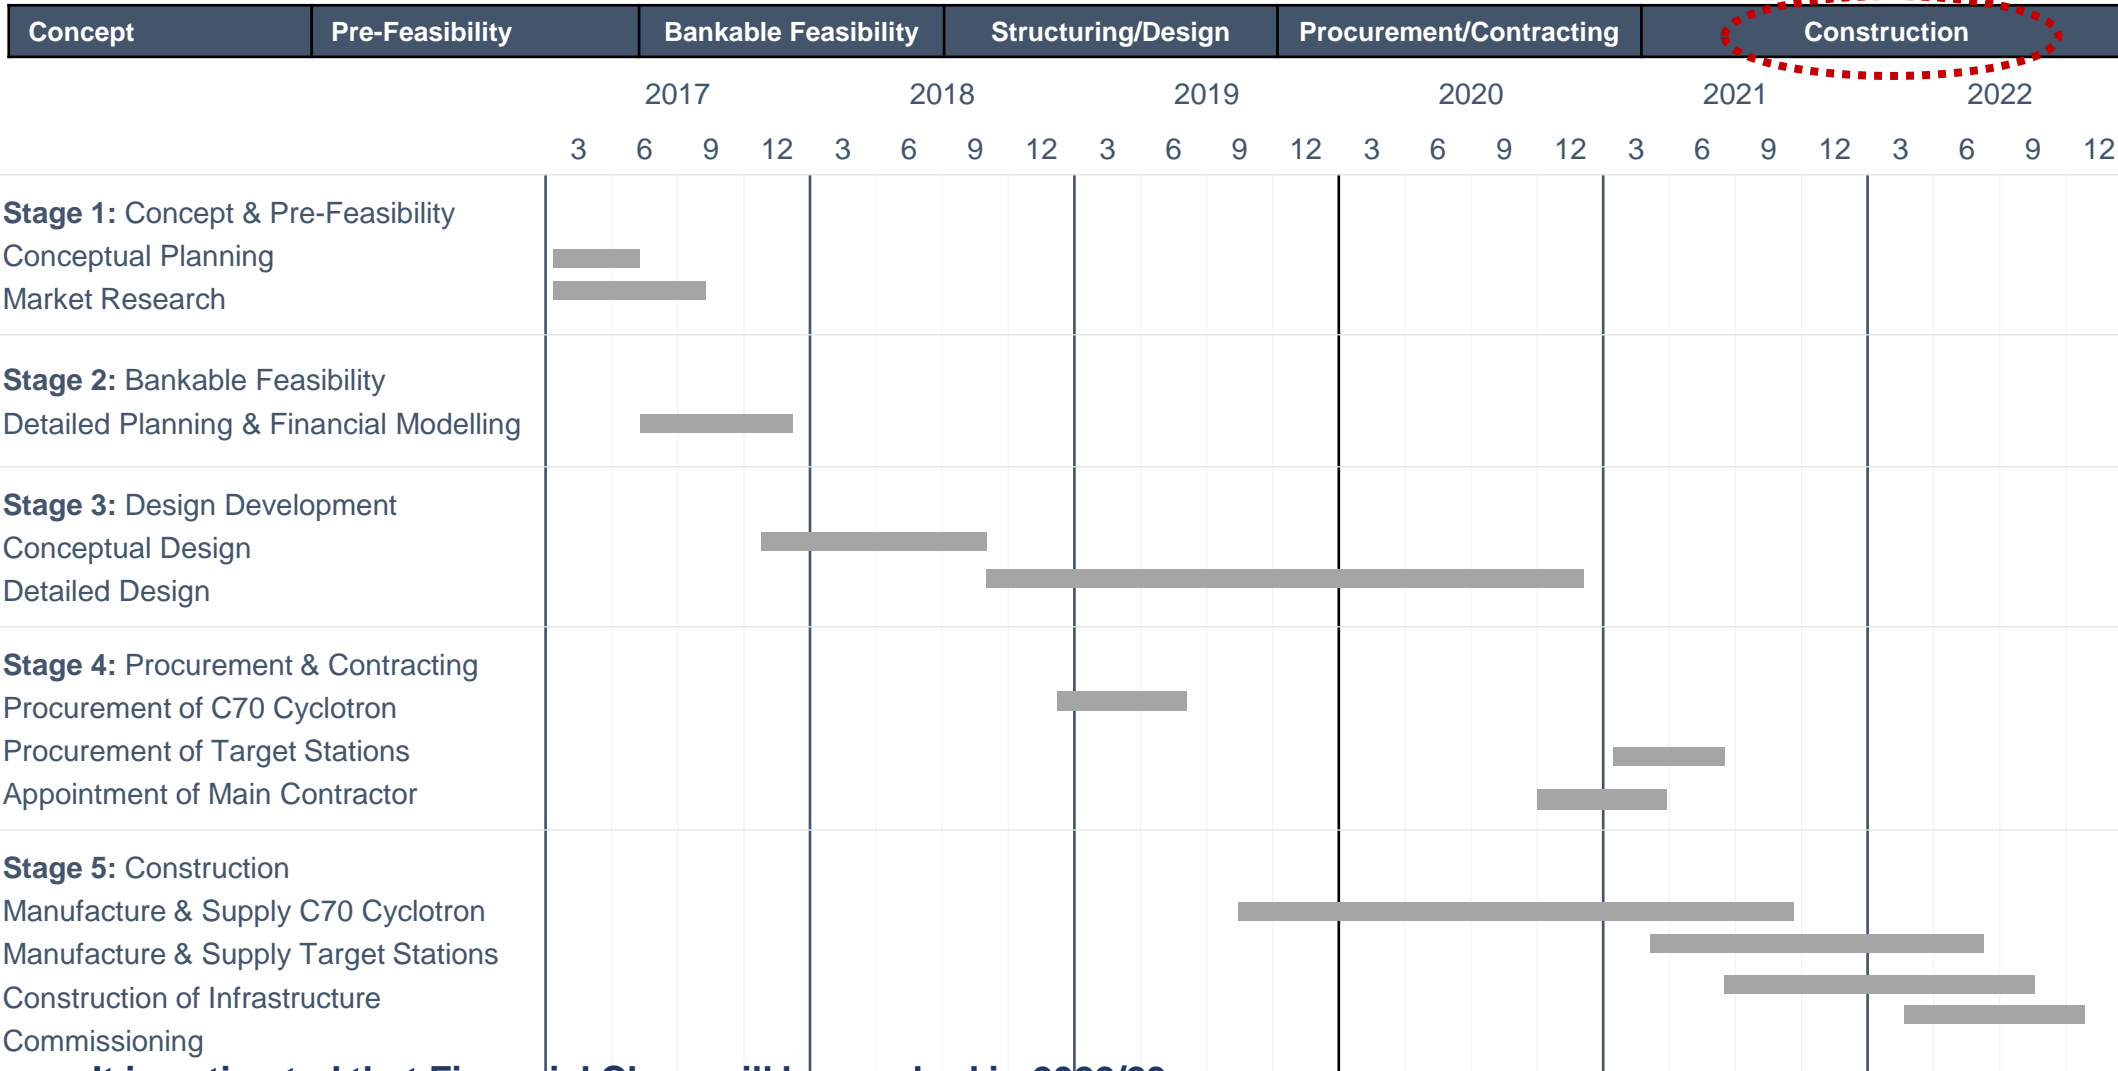 Concept Pre-Feasibility Bankable Feasibility Structuring/Design Procurement/Contracting Construction
2017 2018 2019 2020 2021 2022
3 6 9 12 3 6 9 12 3 6 9 12 3 6 9 12 3 6 9 12 3 6 9 12
Stage 1: Concept & Pre-Feasibility
Conceptual Planning
Market Research
Stage 2: Bankable Feasibility
Detailed Planning & Financial Modelling
Stage 3: Design Development
Conceptual Design
Detailed Design
Stage 4: Procurement & Contracting
Procurement of C70 Cyclotron
Procurement of Target Stations
Appointment of Main Contractor
Stage 5: Construction
Manufacture & Supply C70 Cyclotron
Manufacture & Supply Target Stations
Construction of Infrastructure
Commissioning